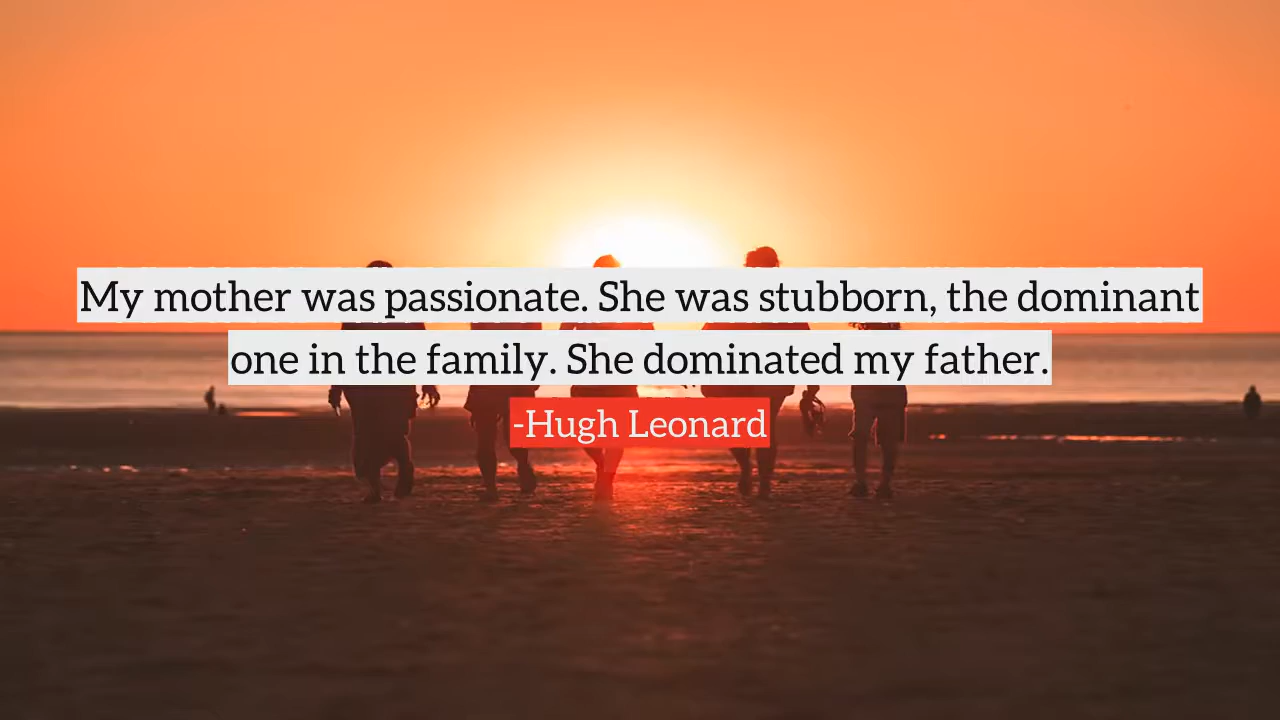 My mother was passionate. She was stubborn, the dominant
one in the family. She dominated my father.
-Hugh Leonard